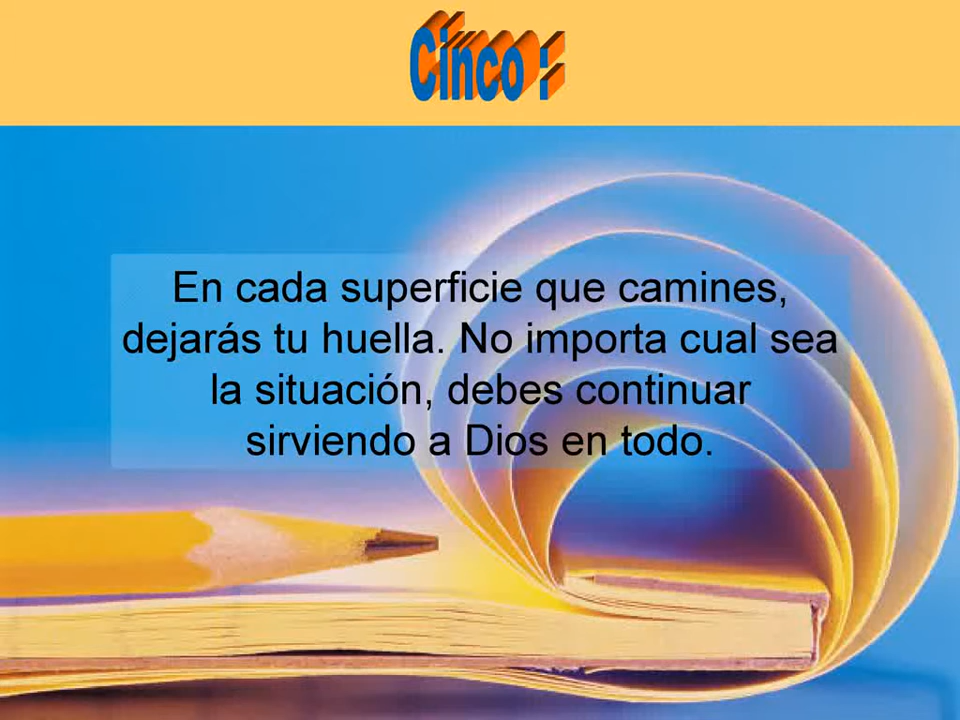 Cinco :
En cada superficie que camines,
dejarás tu huella. No importa cual sea
la situación, debes continuar
sirviendo a Dios en todo.